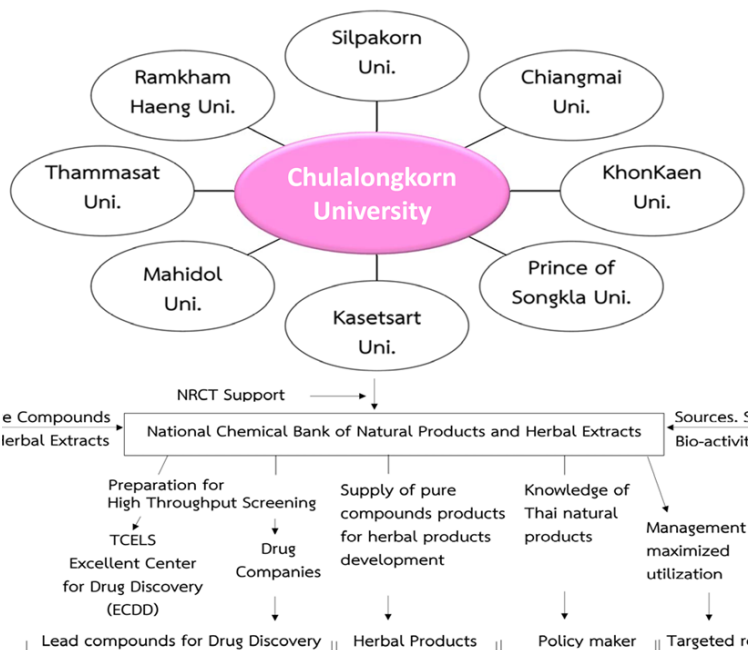 Silpakorn
Uni.
Ramkham
Haeng Uni.
Chiangmai
Uni.
Thammasat
Uni.
Chulalongkorn
University
KhonKaen
Uni.
Mahidol
Uni.
Prince of
Songkla Uni.
Kasetsart
Uni.
NRCT Support
e Compounds
Herbal Extracts
National Chemical Bank of Natural Products and Herbal Extracts
Sources. S
Bio-activit
Preparation for
High Throughput Screening
Supply of pure
compounds products
for herbal products
development
Knowledge of
Thai natural
products
Management
maximized
utilization
TCELS
Excellent Center
for Drug Discovery
(ECDD)
Drug
Companies
Lead compounds for Drug Discovery
Herbal Products
Policy maker
Targeted re